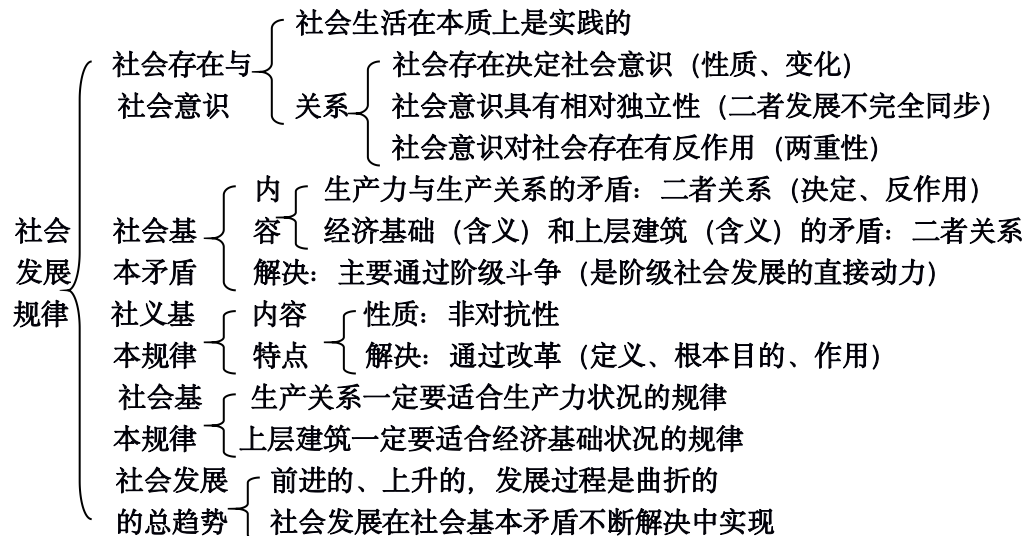 社会生活在本质上是实践的
社会存在与 社会存在决定社会意识（性质、变化）
社会意识 关系 社会意识具有相对独立性（二者发展不完全同步）
社会意识对社会存在有反作用（两重性）
内 生产力与生产关系的矛盾：二者关系（决定、反作用）
社会 社会基 容 经济基础（含义）和上层建筑（含义）的矛盾：二者关系
发展 本矛盾 解决：主要通过阶级斗争（是阶级社会发展的直接动力）
规律 社义基 内容 性质：非对抗性
本规律 特点 解决：通过改革（定义、根本目的、作用）
社会基 生产关系一定要适合生产力状况的规律
本规律 上层建筑一定要适合经济基础状况的规律
社会发展 前进的、上升的，发展过程是曲折的
的总趋势 社会发展在社会基本矛盾不断解决中实现